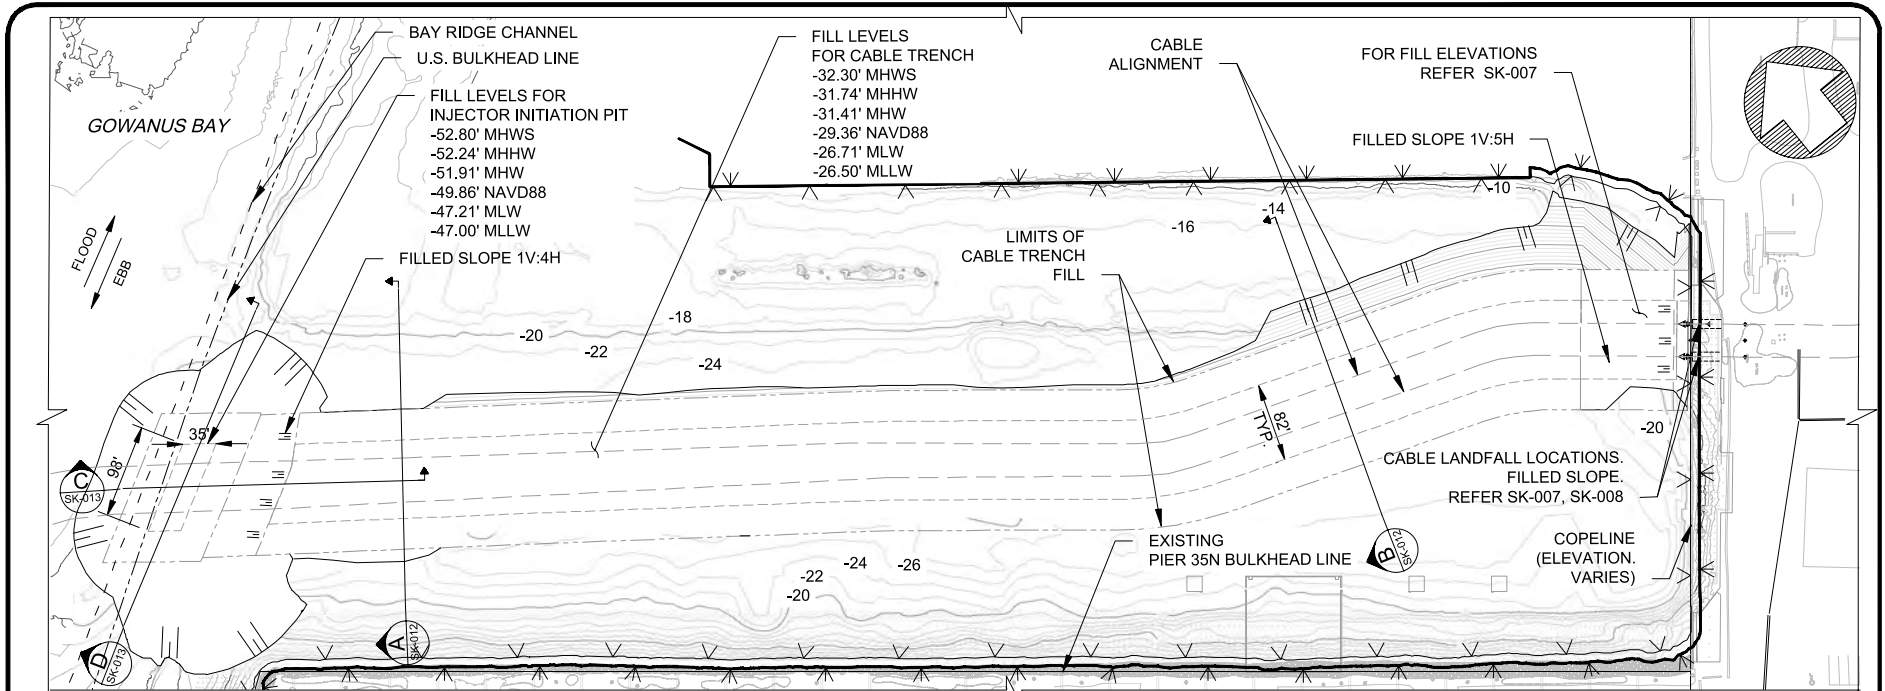 BAY RIDGE CHANNEL
U.S. BULKHEAD LINE
FILL LEVELS FOR
INJECTOR INITIATION PIT
-52.80' MHWS
-52.24' MHHW
-51.91' MHW
-49.86' NAVD88
-47.21' MLW
-47.00' MLLW
FILLED SLOPE 1V:4H
GOWANUS BAY
FLOOD
EBB
FILL LEVELS
FOR CABLE TRENCH
-32.30' MHWS
-31.74' MHHW
-31.41' MHW
-29.36' NAVD88
-26.71' MLW
-26.50' MLLW
CABLE
ALIGNMENT
FOR FILL ELEVATIONS
REFER SK-007
FILLED SLOPE 1V:5H
-10
-14
-16
LIMITS OF
CABLE TRENCH
FILL
-18
-20
-22
-24
35'
98'
82'
TYP.
-20
C
SK-013
CABLE LANDFALL LOCATIONS.
FILLED SLOPE.
REFER SK-007, SK-008
COPELINE
(ELEVATION.
VARIES)
EXISTING
PIER 35N BULKHEAD LINE
B
SK-012
-26
-24
-22
-20
A
SK-012
D
SK-013